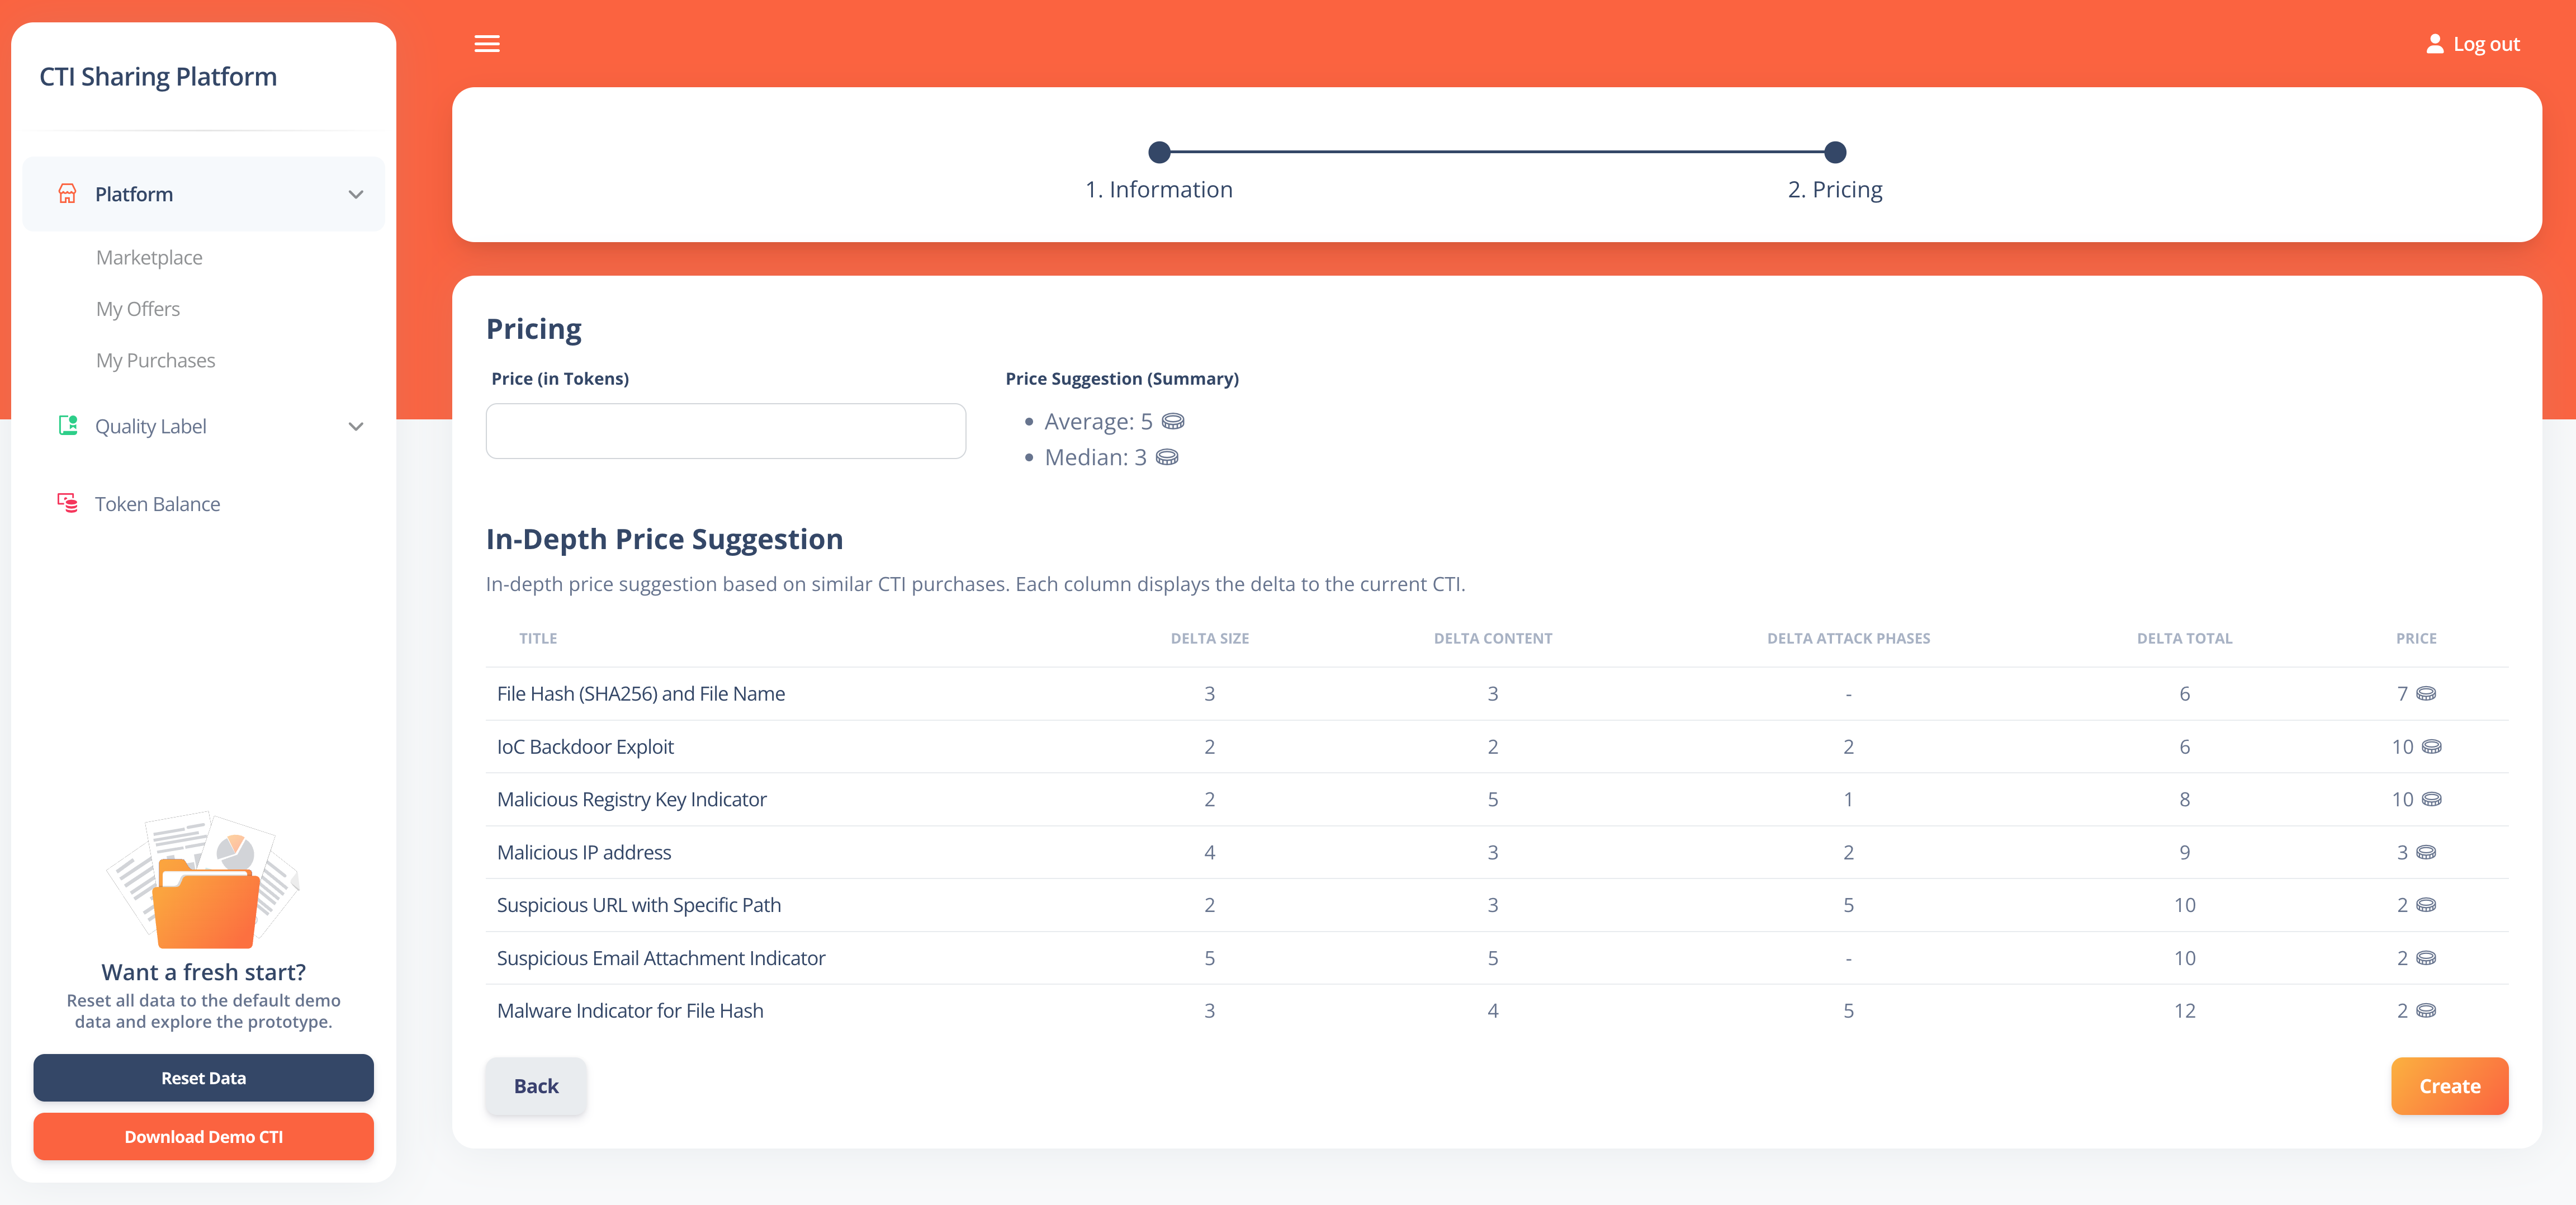 CTI Sharing Platform
Platform
Marketplace
My Offers
My Purchases
Quality Label
Token Balance
Want a fresh start?
Reset all data to the default demo
data and explore the prototype.
Reset Data
Download Demo CTI
Log out
1. Information
2. Pricing
Pricing
Price (in Tokens)
Price Suggestion (Summary)
• Average: 5
• Median: 3
In-Depth Price Suggestion
In-depth price suggestion based on similar CTI purchases. Each column displays the delta to the current CTI.
TITLE DELTA SIZE DELTA CONTENT DELTA ATTACK PHASES DELTA TOTAL PRICE
File Hash (SHA256) and File Name 3 3 - 6 7
IoC Backdoor Exploit 2 2 2 6 10
Malicious Registry Key Indicator 2 5 1 8 10
Malicious IP address 4 3 2 9 3
Suspicious URL with Specific Path 2 3 5 10 2
Suspicious Email Attachment Indicator 5 5 - 10 2
Malware Indicator for File Hash 3 4 5 12 2
Back
Create